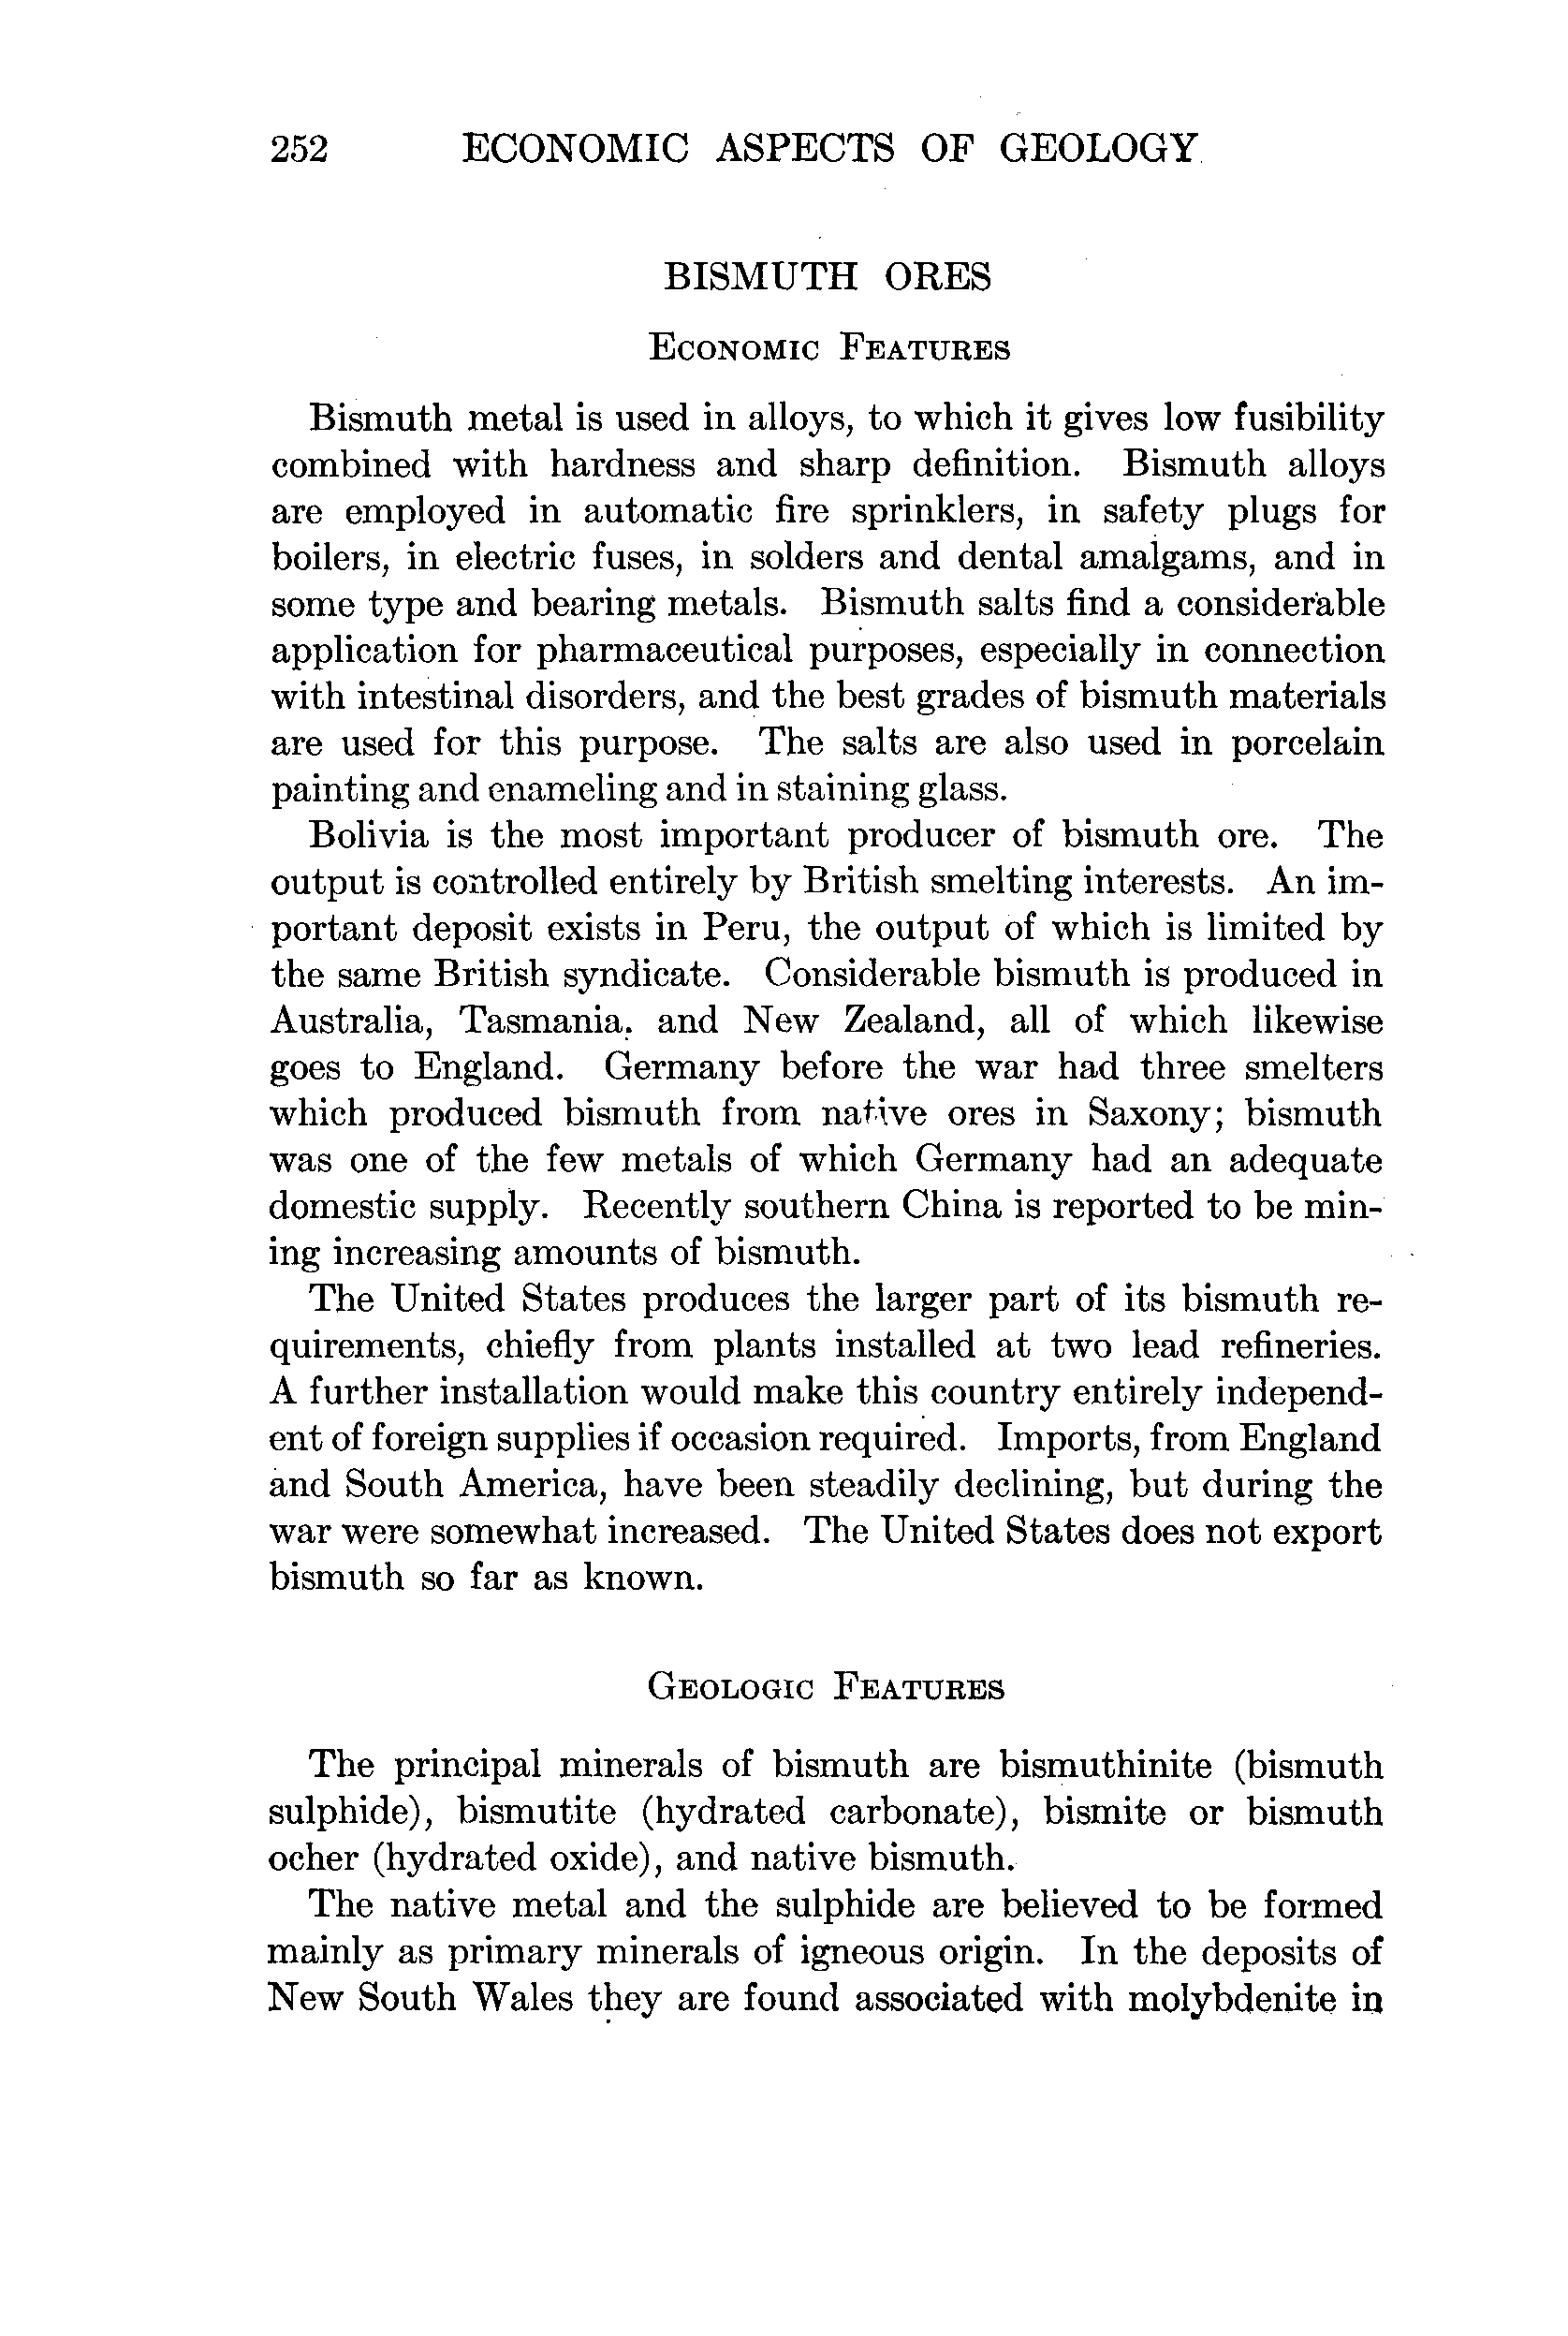 252 ECONOMIC ASPECTS OF GEOLOGY
BISMUTH ORES
ECONOMIC FEATURES
Bismuth metal is used in alloys, to which it gives low fusibility
combined with hardness and sharp definition. Bismuth alloys
are employed in automatic fire sprinklers, in safety plugs for
boilers, in electric fuses, in solders and dental amalgams, and in
some type and bearing metals. Bismuth salts find a considerable
application for pharmaceutical purposes, especially in connection
with intestinal disorders, and the best grades of bismuth materials
are used for this purpose. The salts are also used in porcelain
painting and enameling and in staining glass.
Bolivia is the most important producer of bismuth ore. The
output is controlled entirely by British smelting interests. An im-
portant deposit exists in Peru, the output of which is limited by
the same British syndicate. Considerable bismuth is produced in
Australia, Tasmania, and New Zealand, all of which likewise
goes to England. Germany before the war had three smelters
which produced bismuth from native ores in Saxony; bismuth
was one of the few metals of which Germany had an adequate
domestic supply. Recently southern China is reported to be min-
ing increasing amounts of bismuth.
The United States produces the larger part of its bismuth re-
quirements, chiefly from plants installed at two lead refineries.
A further installation would make this country entirely independ-
ent of foreign supplies if occasion required. Imports, from England
and South America, have been steadily declining, but during the
war were somewhat increased. The United States does not export
bismuth so far as known.
GEOLOGIC FEATURES
The principal minerals of bismuth are bismuthinite (bismuth
sulphide), bismutite (hydrated carbonate), bismite or bismuth
ocher (hydrated oxide), and native bismuth.
The native metal and the sulphide are believed to be formed
mainly as primary minerals of igneous origin. In the deposits of
New South Wales they are found associated with molybdenite in